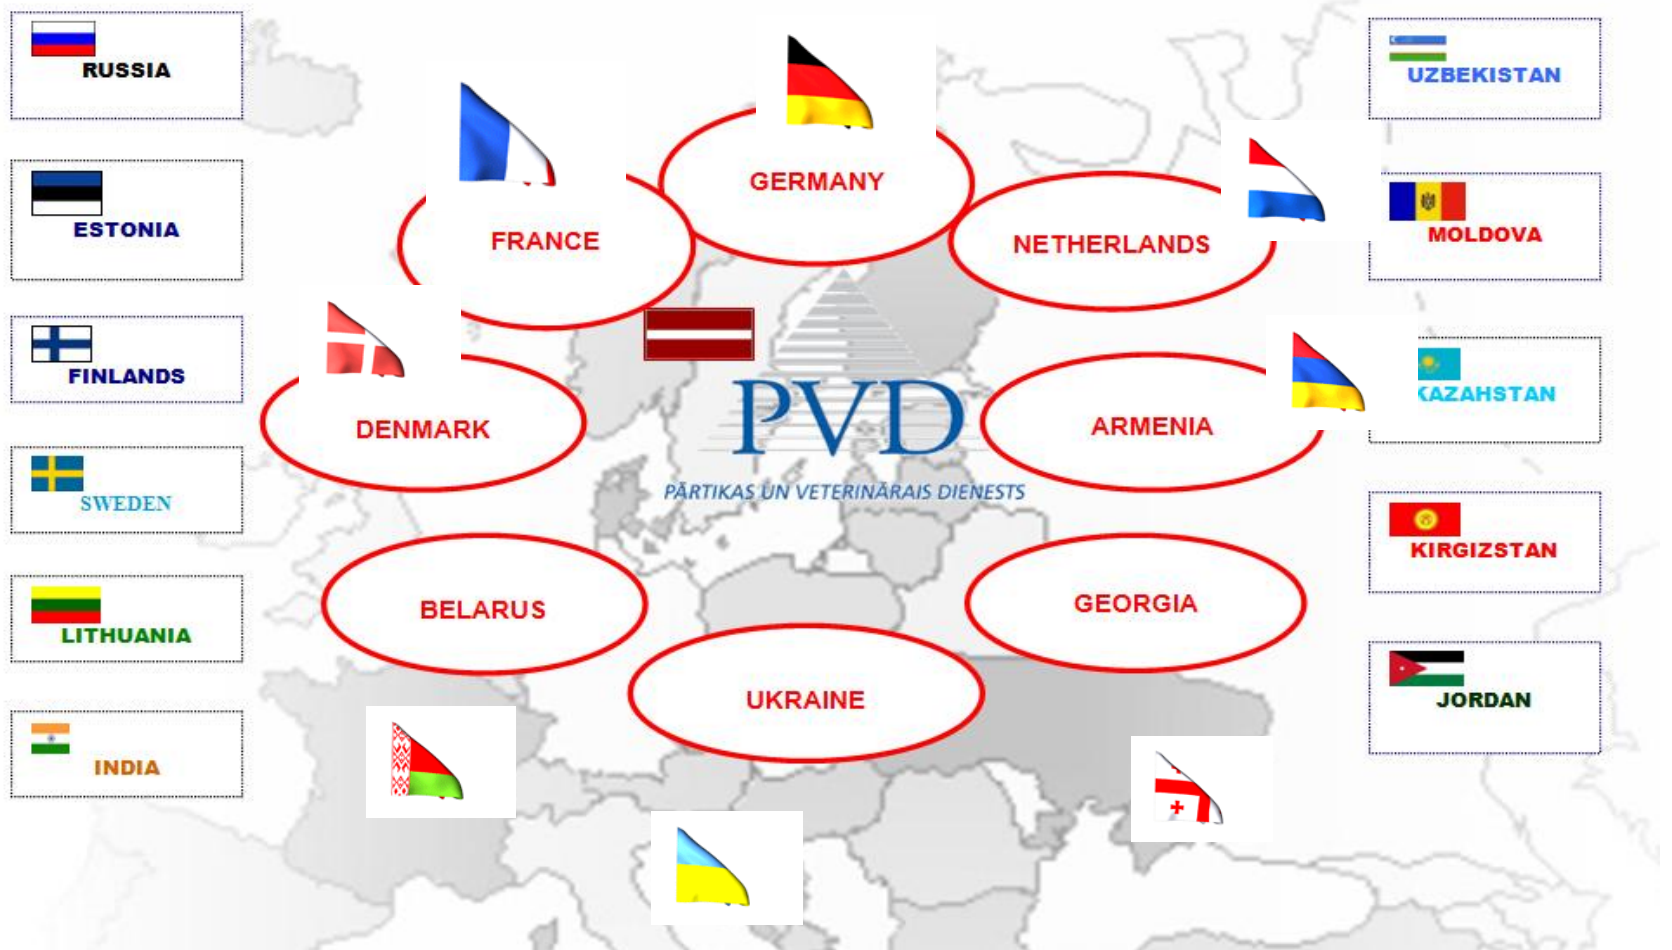 RUSSIA
ESTONIA
FINLANDS
SWEDEN
LITHUANIA
INDIA
GERMANY
FRANCE
NETHERLANDS
DENMARK
ARMENIA
PVD
PĀRTIKAS UN VETERINĀRAIS DIENESTS
BELARUS
GEORGIA
UKRAINE
UZBEKISTAN
MOLDOVA
KAZAHSTAN
KIRGIZSTAN
JORDAN